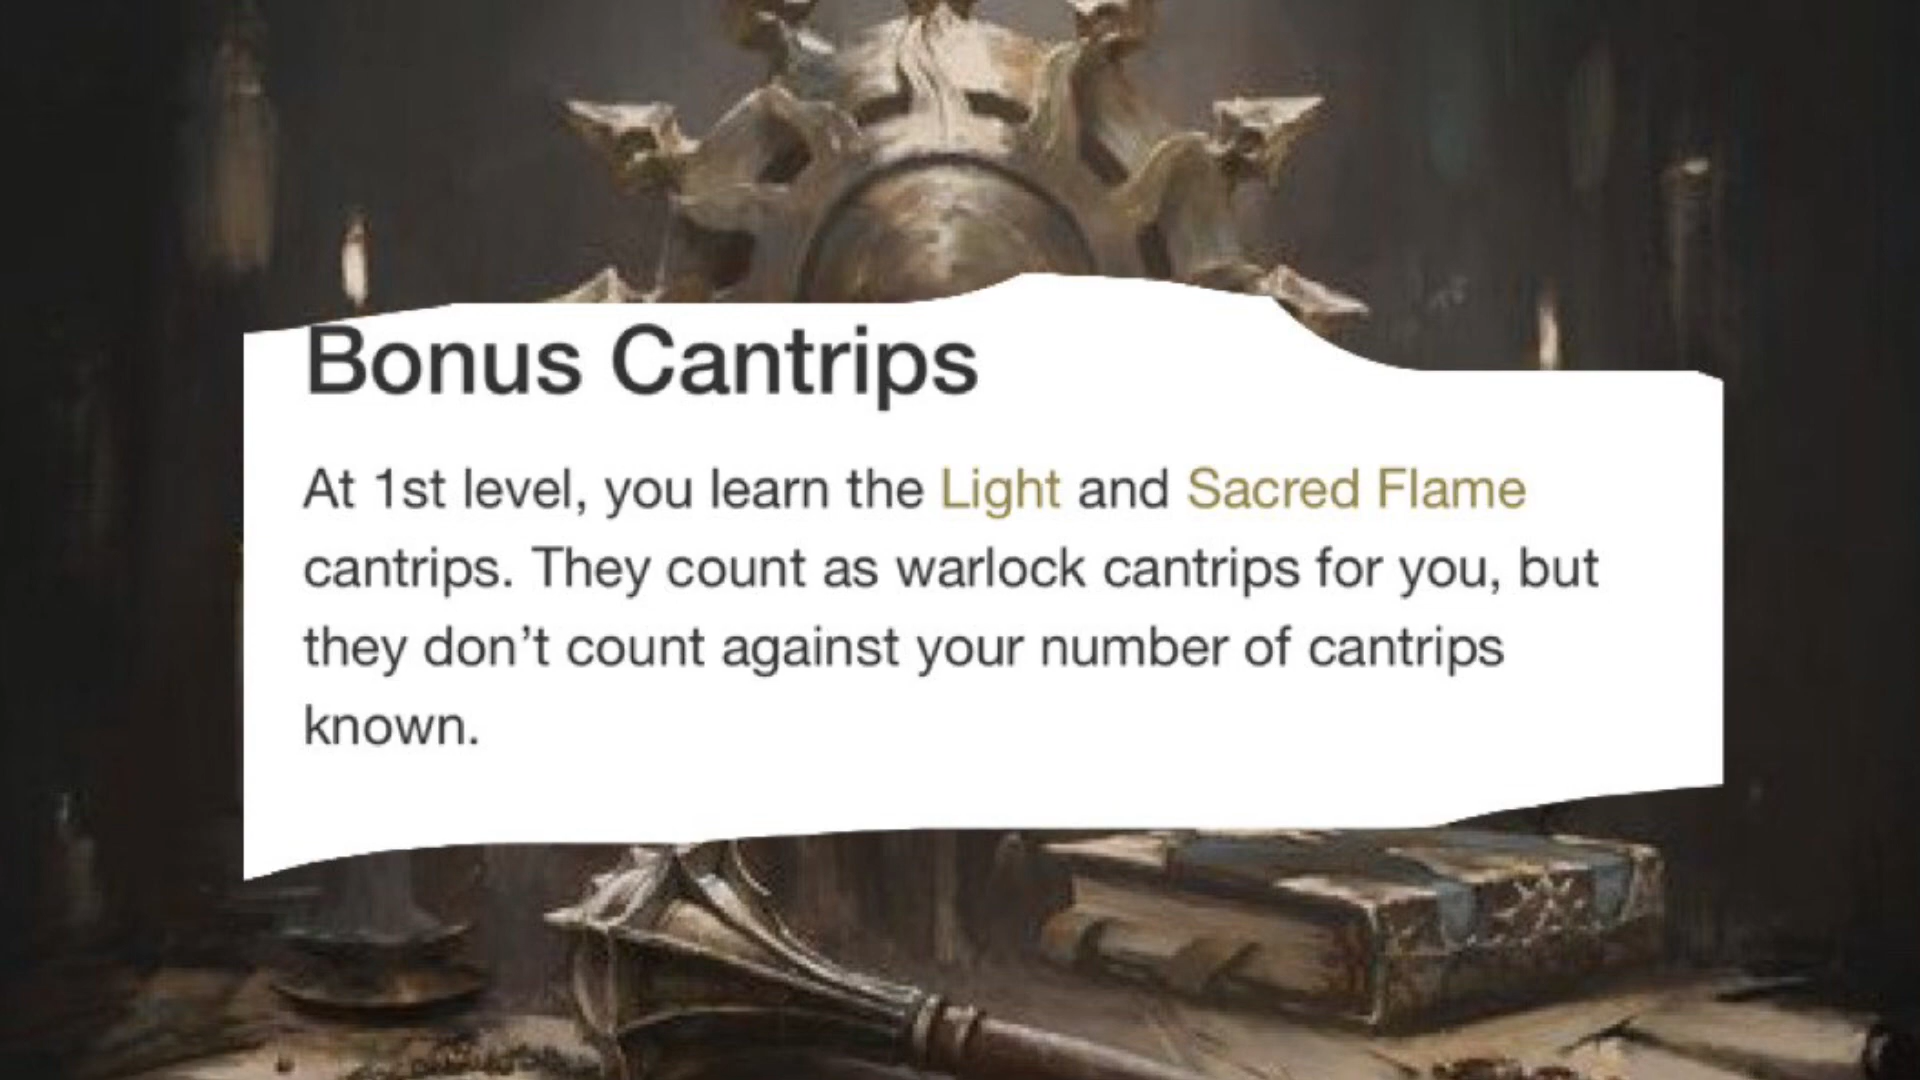 Bonus Cantrips
At 1st level, you learn the Light and Sacred Flame
cantrips. They count as warlock cantrips for you, but
they don’t count against your number of cantrips
known.